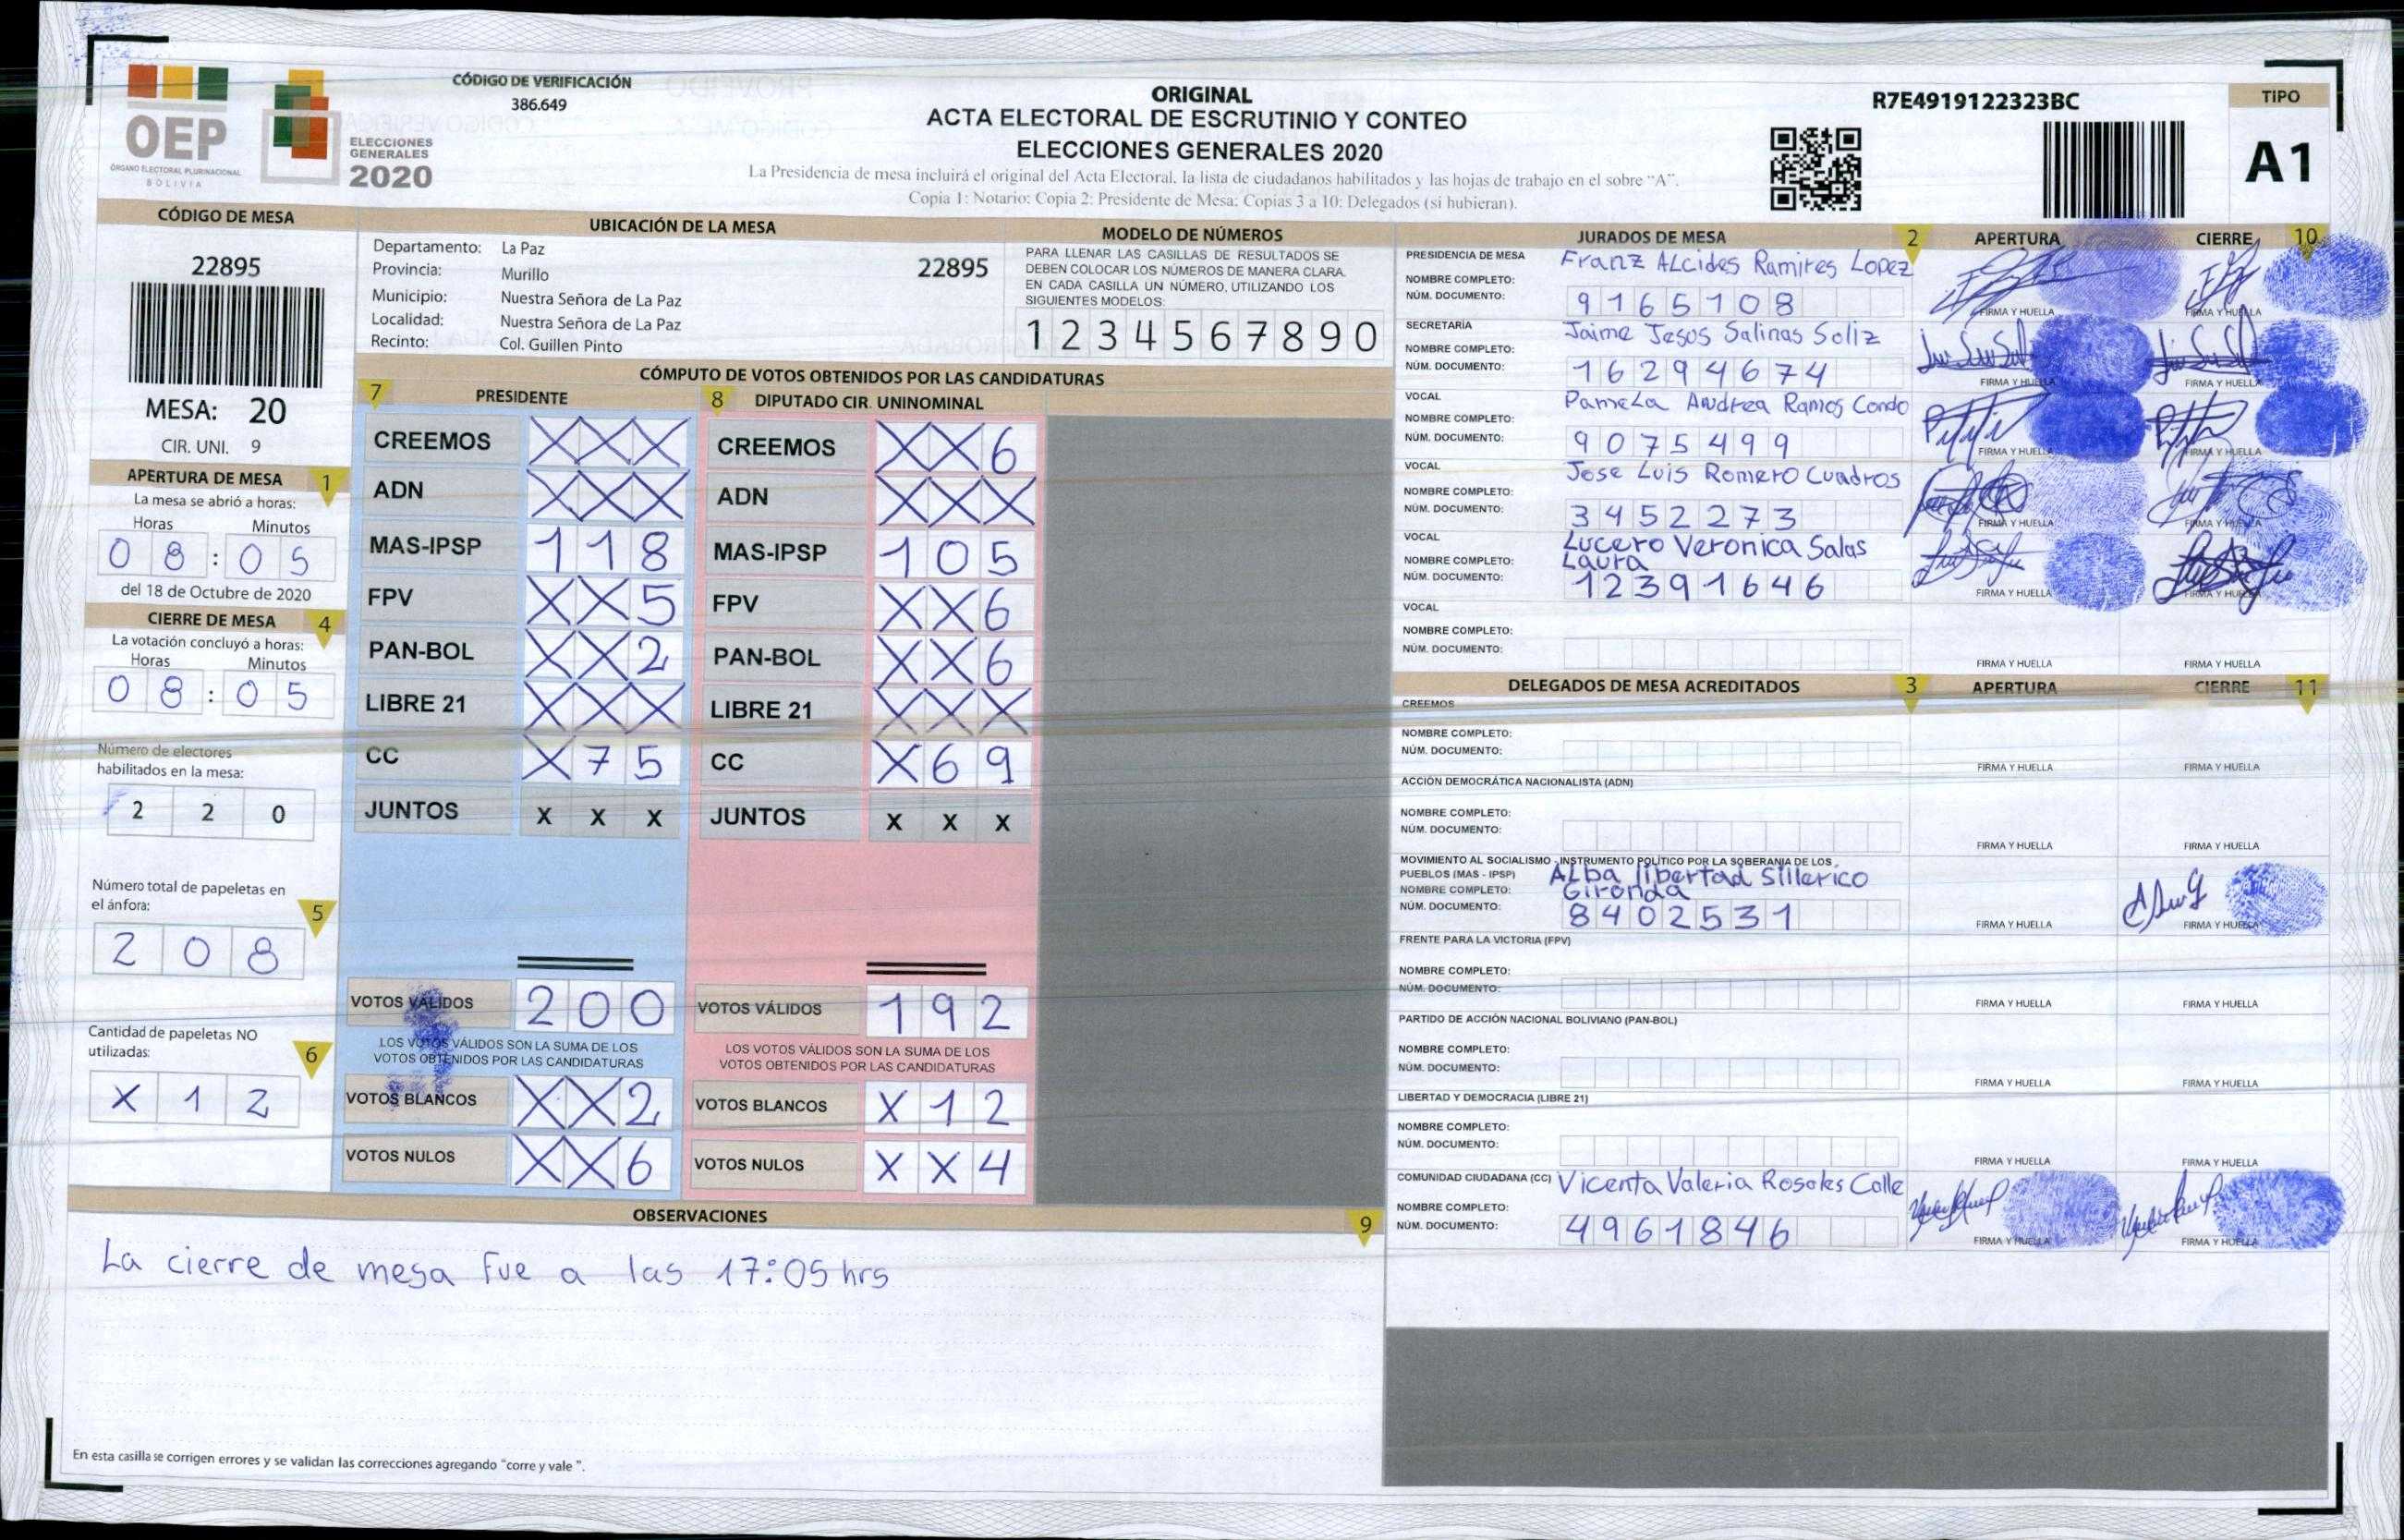 OEP
ÓRGANO ELECTORAL PLURINACIONAL
BOLIVIA
ELECCIONES
GENERALES
2020
CÓDIGO DE VERIFICACIÓN
386.649
ORIGINAL
ACTA ELECTORAL DE ESCRUTINIO Y CONTEO
ELECCIONES GENERALES 2020
La Presidencia de mesa incluirá el original del Acta Electoral, la lista de ciudadanos habilitados y las hojas de trabajo en el sobre “A”.
Copia 1: Notario; Copia 2: Presidente de Mesa; Copias 3 a 10: Delegados (si hubieran).
R7E4919122323BC
TIPO
A1
CÓDIGO DE MESA
22895
MESA: 20
CIR. UNI. 9
APERTURA DE MESA 1
La mesa se abrió a horas:
Horas Minutos
0 8 : 0 5
del 18 de Octubre de 2020
CIERRE DE MESA 4
La votación concluyó a horas:
Horas Minutos
0 8 : 0 5
Número de electores
habilitados en la mesa:
2 2 0
Número total de papeletas en
el ánfora: 5
2 0 8
Cantidad de papeletas NO
utilizadas: 6
X 1 2
UBICACIÓN DE LA MESA
Departamento: La Paz
Provincia: Murillo 22895
Municipio: Nuestra Señora de La Paz
Localidad: Nuestra Señora de La Paz
Recinto: Col. Guillen Pinto
MODELO DE NÚMEROS
PARA LLENAR LAS CASILLAS DE RESULTADOS SE
DEBEN COLOCAR LOS NÚMEROS DE MANERA CLARA.
EN CADA CASILLA UN NÚMERO, UTILIZANDO LOS
SIGUIENTES MODELOS:
1 2 3 4 5 6 7 8 9 0
CÓMPUTO DE VOTOS OBTENIDOS POR LAS CANDIDATURAS
7 PRESIDENTE 8 DIPUTADO CIR. UNINOMINAL
CREEMOS X X X CREEMOS X X 6
ADN X X X ADN X X X
MAS-IPSP 1 1 8 MAS-IPSP 1 0 5
FPV X X 5 FPV X X 6
PAN-BOL X X 2 PAN-BOL X X 6
LIBRE 21 X X X LIBRE 21 X X X
CC X 7 5 CC X 6 9
JUNTOS X X X JUNTOS X X X
VOTOS VÁLIDOS 2 0 0 VOTOS VÁLIDOS 1 9 2
LOS VOTOS VÁLIDOS SON LA SUMA DE LOS LOS VOTOS VÁLIDOS SON LA SUMA DE LOS
VOTOS OBTENIDOS POR LAS CANDIDATURAS VOTOS OBTENIDOS POR LAS CANDIDATURAS
VOTOS BLANCOS X X 2 VOTOS BLANCOS X 1 2
VOTOS NULOS X X 6 VOTOS NULOS X X 4
OBSERVACIONES 9
La cierre de mesa fue a las 17:05 hrs
En esta casilla se corrigen errores y se validan las correcciones agregando “corre y vale ”.
JURADOS DE MESA 2 APERTURA CIERRE 10
PRESIDENCIA DE MESA
NOMBRE COMPLETO: Franz ALcides Ramires Lopez
NÚM. DOCUMENTO: 9165108 FIRMA Y HUELLA FIRMA Y HUELLA
SECRETARÍA
NOMBRE COMPLETO: Jaime Jesus Salinas Soliz
NÚM. DOCUMENTO: 16294674 FIRMA Y HUELLA FIRMA Y HUELLA
VOCAL
NOMBRE COMPLETO: PameLa Andrea Ramos Condo
NÚM. DOCUMENTO: 9075499 FIRMA Y HUELLA FIRMA Y HUELLA
VOCAL
NOMBRE COMPLETO: Jose Luis Romero Cuadros
NÚM. DOCUMENTO: 3452273 FIRMA Y HUELLA FIRMA Y HUELLA
VOCAL Lucero Veronica Salas
NOMBRE COMPLETO: Laura
NÚM. DOCUMENTO: 12391646 FIRMA Y HUELLA FIRMA Y HUELLA
VOCAL
NOMBRE COMPLETO:
NÚM. DOCUMENTO: FIRMA Y HUELLA FIRMA Y HUELLA
DELEGADOS DE MESA ACREDITADOS 3 APERTURA CIERRE 11
CREEMOS
NOMBRE COMPLETO:
NÚM. DOCUMENTO: FIRMA Y HUELLA FIRMA Y HUELLA
ACCIÓN DEMOCRÁTICA NACIONALISTA (ADN)
NOMBRE COMPLETO:
NÚM. DOCUMENTO: FIRMA Y HUELLA FIRMA Y HUELLA
MOVIMIENTO AL SOCIALISMO - INSTRUMENTO POLÍTICO POR LA SOBERANÍA DE LOS
PUEBLOS (MAS - IPSP) ALba libertad Sillerico
NOMBRE COMPLETO: Gironda
NÚM. DOCUMENTO: 8402531 FIRMA Y HUELLA FIRMA Y HUELLA
FRENTE PARA LA VICTORIA (FPV)
NOMBRE COMPLETO:
NÚM. DOCUMENTO: FIRMA Y HUELLA FIRMA Y HUELLA
PARTIDO DE ACCIÓN NACIONAL BOLIVIANO (PAN-BOL)
NOMBRE COMPLETO:
NÚM. DOCUMENTO: FIRMA Y HUELLA FIRMA Y HUELLA
LIBERTAD Y DEMOCRACIA (LIBRE 21)
NOMBRE COMPLETO:
NÚM. DOCUMENTO: FIRMA Y HUELLA FIRMA Y HUELLA
COMUNIDAD CIUDADANA (CC) Vicenta Valeria Rosales Calle
NOMBRE COMPLETO:
NÚM. DOCUMENTO: 4961846 FIRMA Y HUELLA FIRMA Y HUELLA